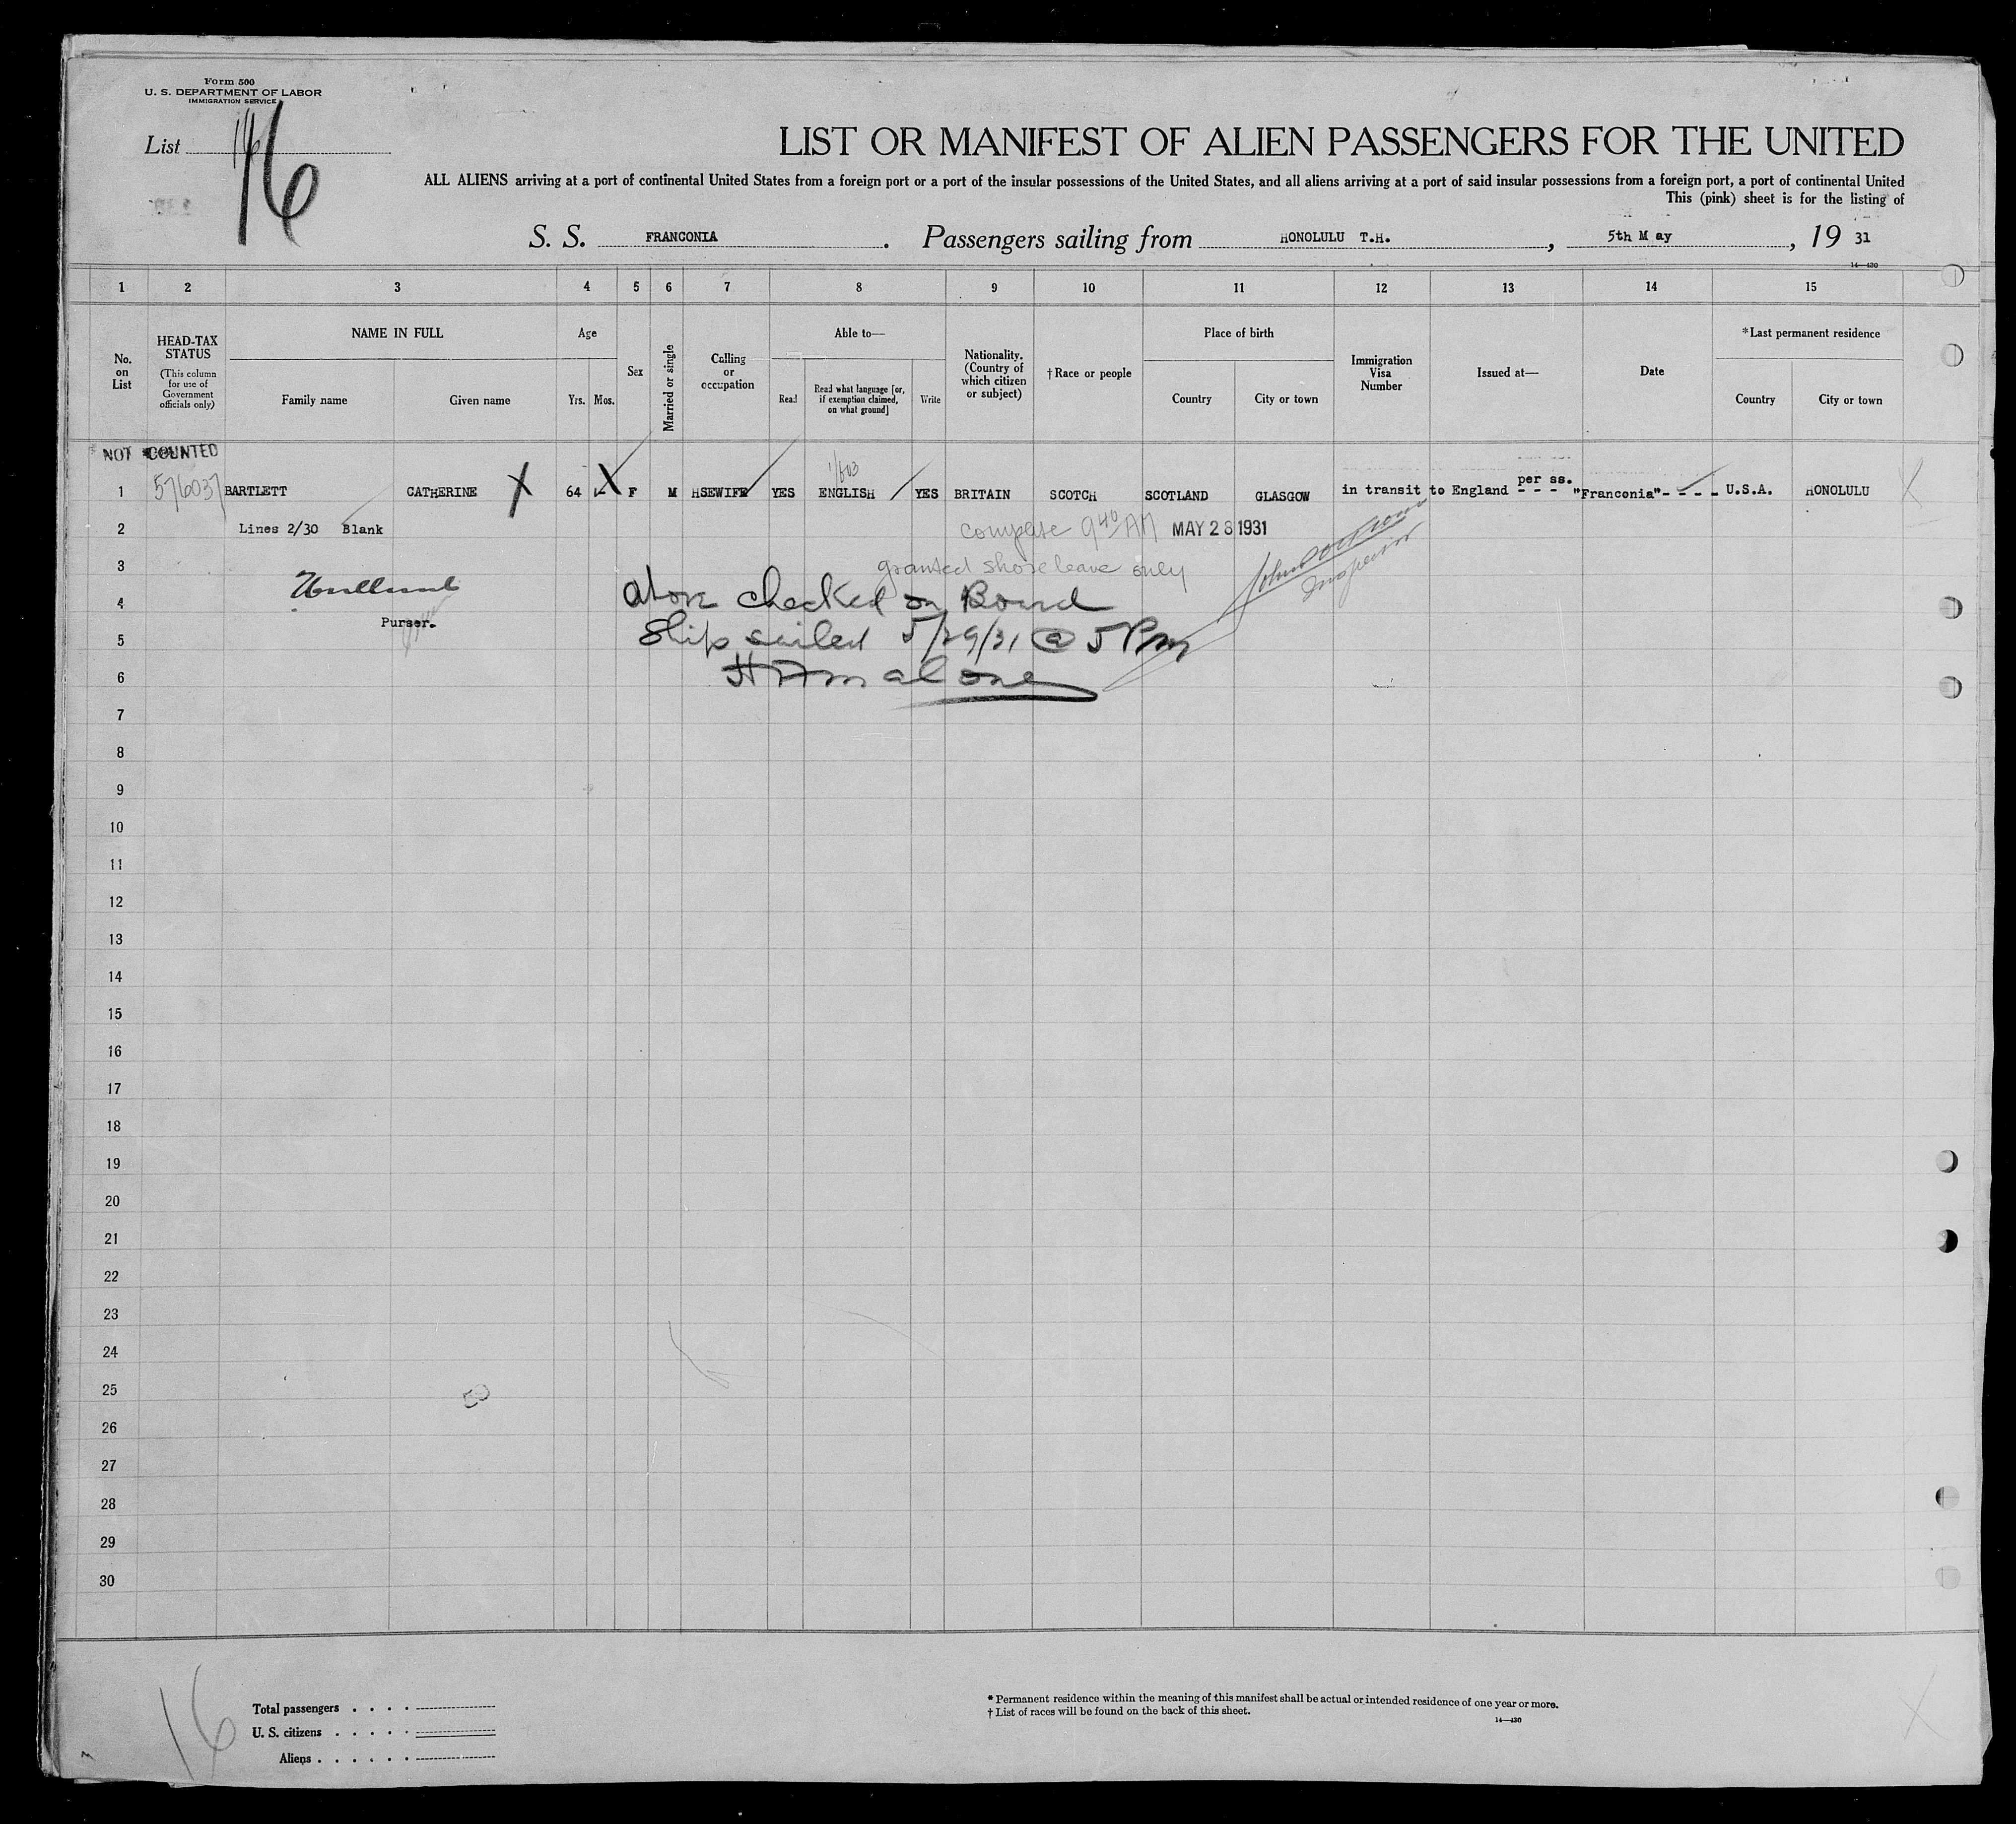 Form 500
U. S. DEPARTMENT OF LABOR
IMMIGRATION SERVICE
List 16
16
LIST OR MANIFEST OF ALIEN PASSENGERS FOR THE UNITED
ALL ALIENS arriving at a port of continental United States from a foreign port or a port of the insular possessions of the United States, and all aliens arriving at a port of said insular possessions from a foreign port, a port of continental United
This (pink) sheet is for the listing of
S. S. FRANCONIA. Passengers sailing from HONOLULU T.H., 5th M ay, 19 31
14—430
1 2 3 4 5 6 7 8 9 10 11 12 13 14 15
No. on List
HEAD-TAX STATUS
(This column for use of Government officials only)
NAME IN FULL
Family name Given name
Age
Yrs. Mos.
Sex
Married or single
Calling or occupation
Able to—
Read
Read what language [or, if exemption claimed, on what ground]
Write
Nationality. (Country of which citizen or subject)
†Race or people
Place of birth
Country City or town
Immigration Visa Number
Issued at—
Date
*Last permanent residence
Country City or town
NOT COUNTED
1 576037 BARTLETT CATHERINE X 64 X F M HSEWIFE YES ENGLISH YES BRITAIN SCOTCH SCOTLAND GLASGOW in transit to England per ss. - - - "Franconia"- - - - U.S.A. HONOLULU X
2 Lines 2/30 Blank 9 40 AM MAY 28 1931
3 granted shore leave only
Inspector
4 above checked on Board
Purser.
5 Ship sailed 5/29/31 @ 5 Pm
6
7
8
9
10
11
12
13
14
15
16
17
18
19
20
21
22
23
24
25
26
27
28
29
30
16
Total passengers . . . .
U. S. citizens . . . . .
Aliens . . . . . .
* Permanent residence within the meaning of this manifest shall be actual or intended residence of one year or more.
† List of races will be found on the back of this sheet.
14—430
X